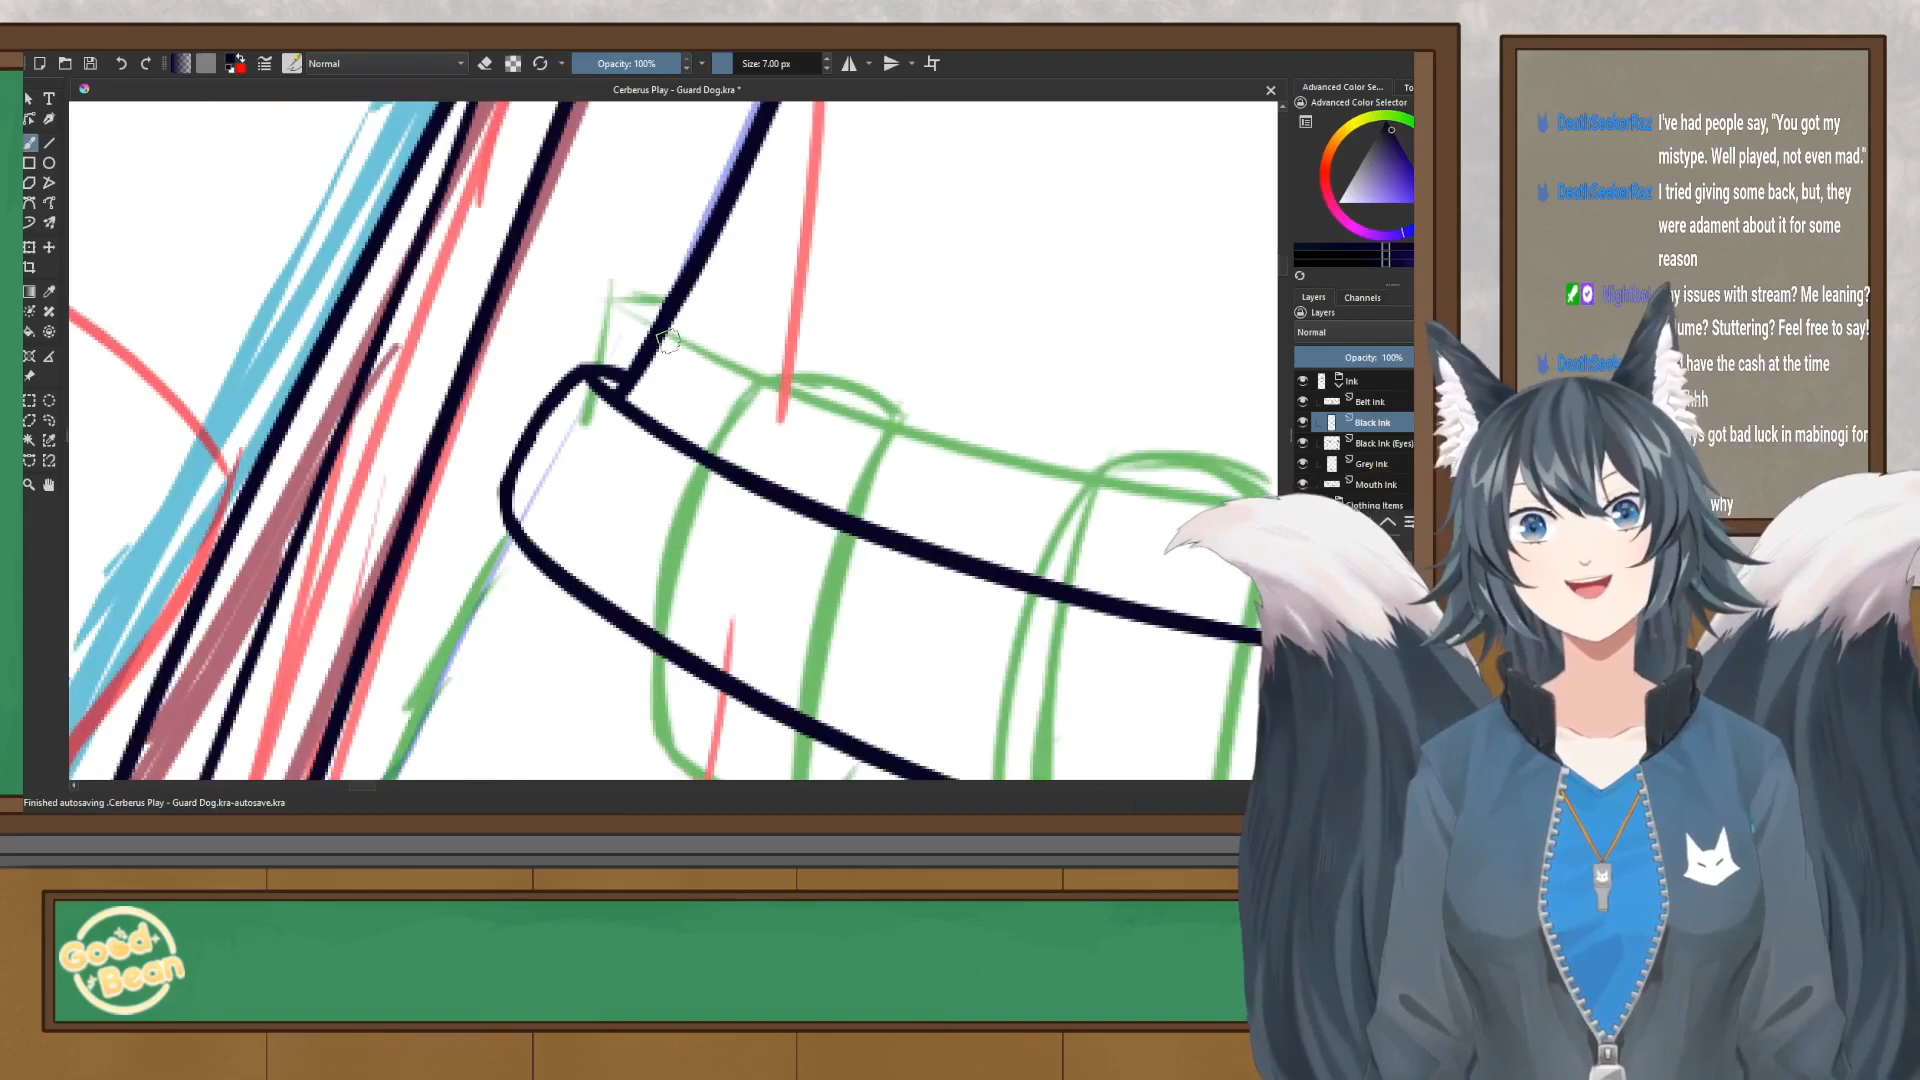 Normal
Opacity: 100%
Size: 7.00 px
Cerberus Play - Guard Dog.kra *
Advanced Color Se...
To
Advanced Color Selector
Layers
Channels
Layers
Normal
Opacity: 100%
Ink
Belt Ink
Black Ink
Black Ink (Eyes)
Grey Ink
Mouth Ink
Clothing Items
Finished autosaving .Cerberus Play - Guard Dog.kra-autosave.kra
DeathSeekerRaz I've had people say, "You got my
mistype. Well played, not even mad."
DeathSeekerRaz I tried giving some back, but, they
were adament about it for some
reason
issues with stream? Me leaning?
Stuttering? Feel free to say!
have the cash at the time
got bad luck in mabinogi for
why
Good
Bean